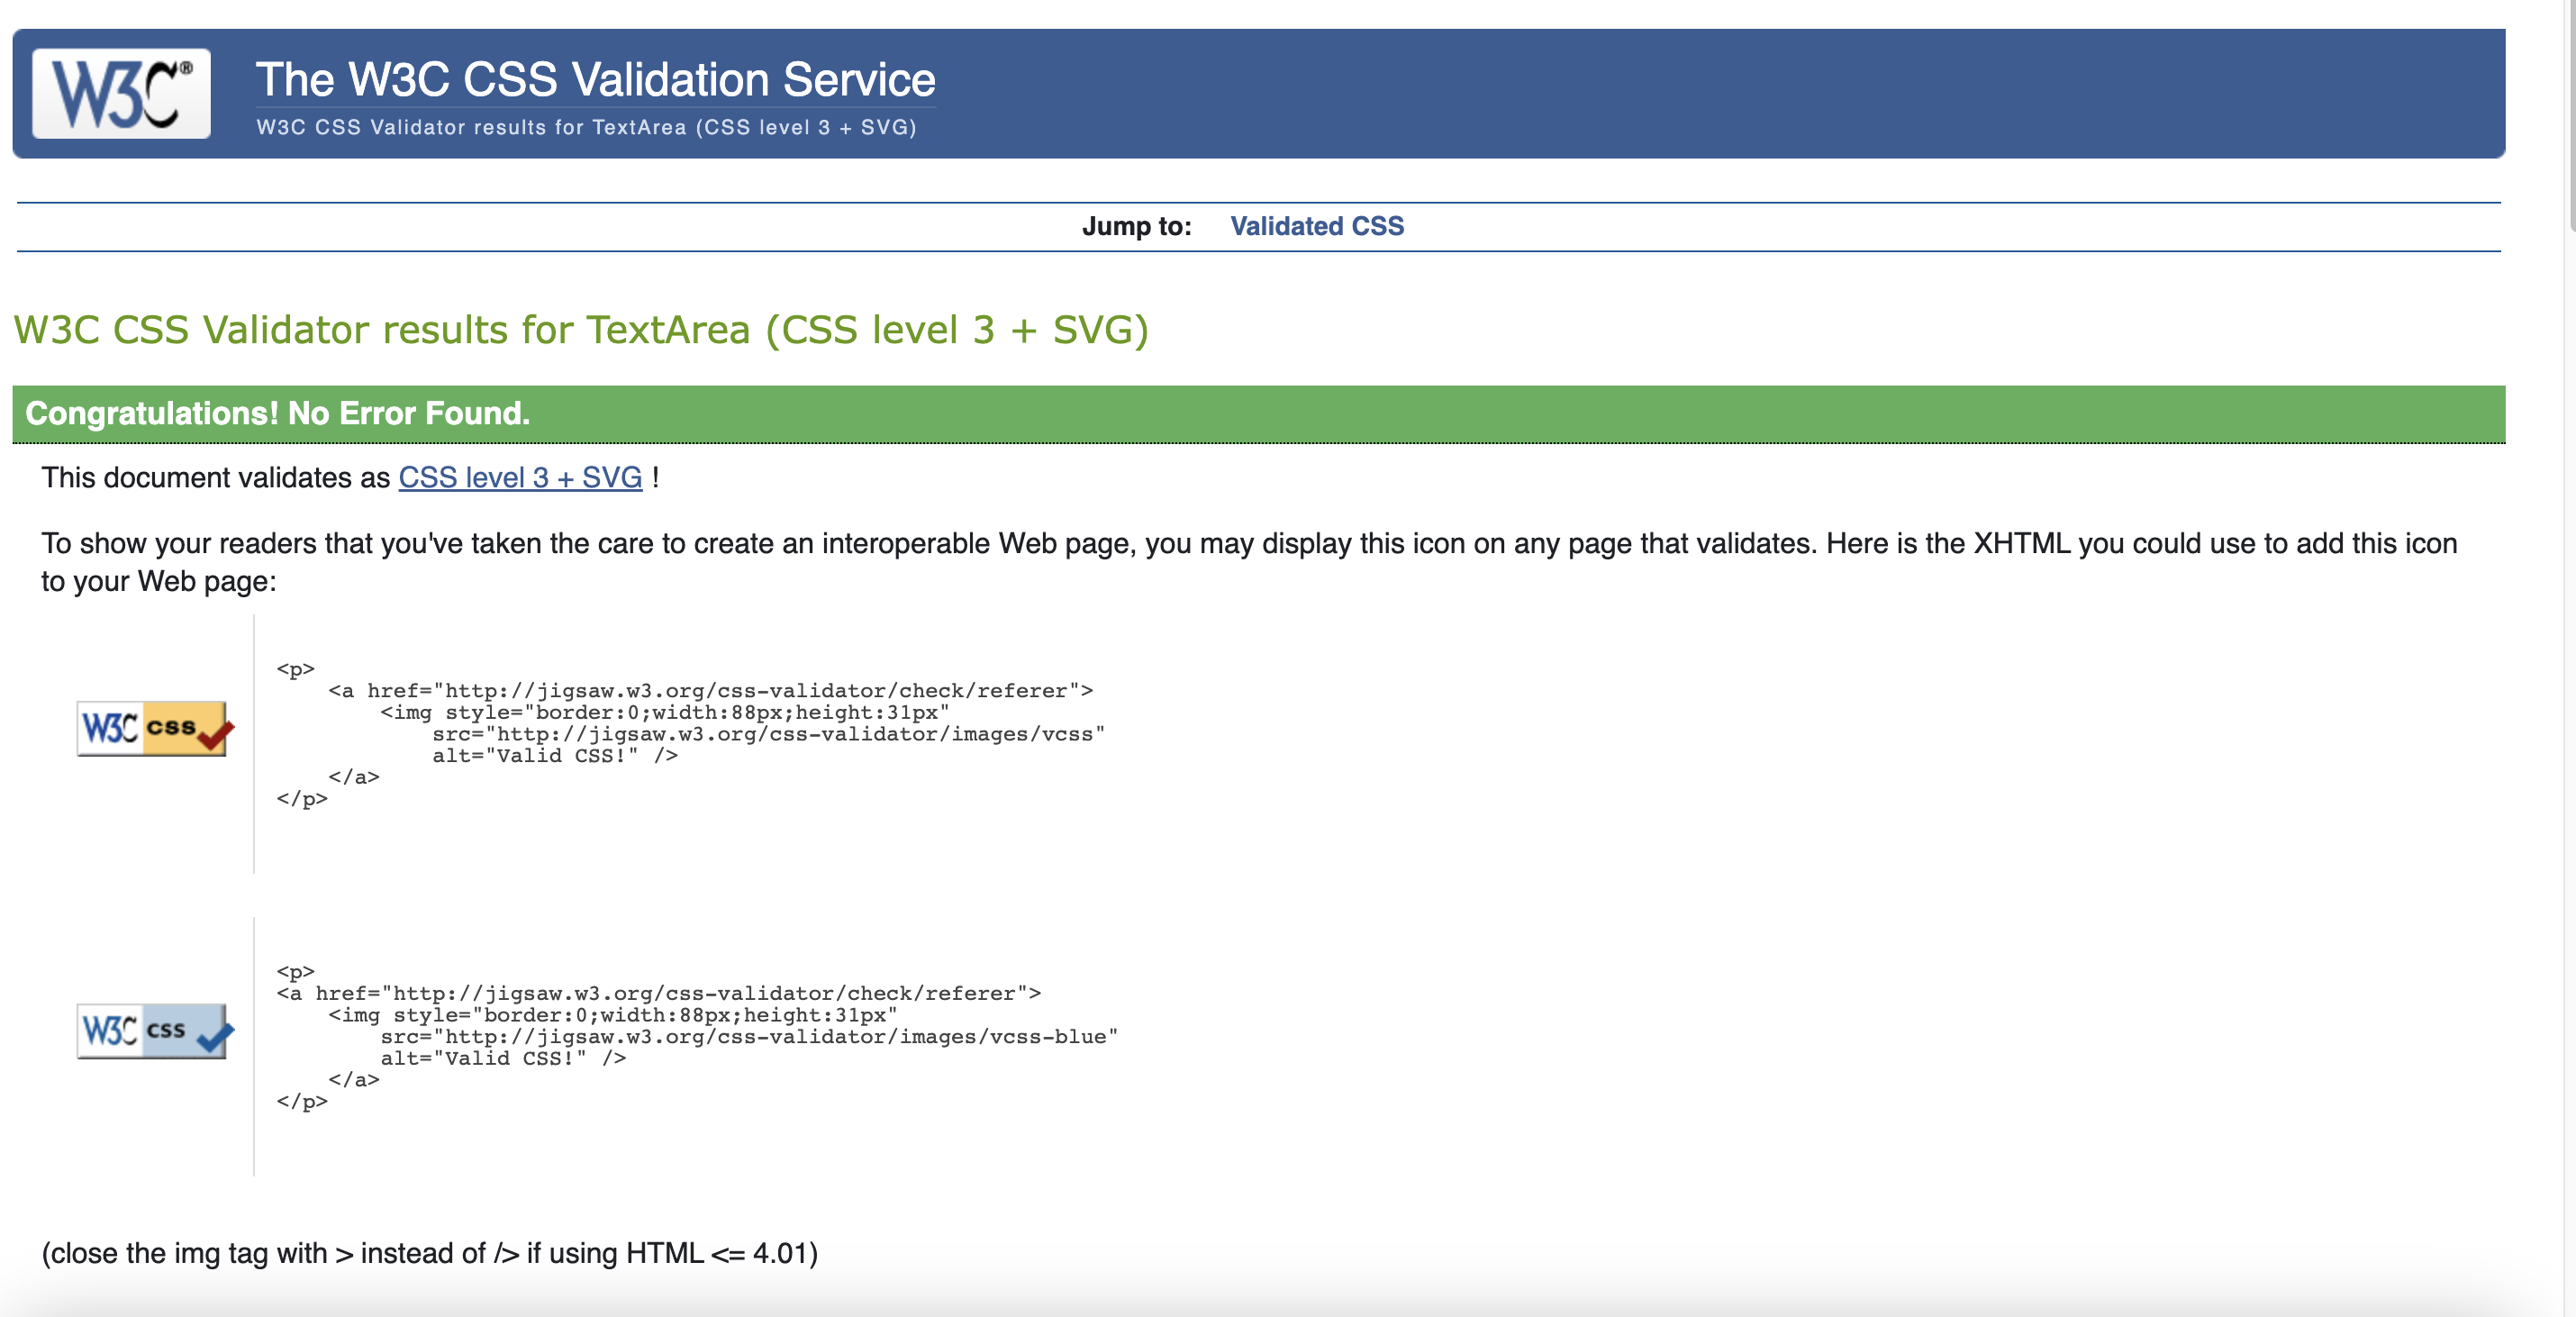 W3C®
The W3C CSS Validation Service
W3C CSS Validator results for TextArea (CSS level 3 + SVG)
Jump to: Validated CSS
W3C CSS Validator results for TextArea (CSS level 3 + SVG)
Congratulations! No Error Found.
This document validates as CSS level 3 + SVG !
To show your readers that you've taken the care to create an interoperable Web page, you may display this icon on any page that validates. Here is the XHTML you could use to add this icon
to your Web page:
W3C css
<p>
    <a href="http://jigsaw.w3.org/css-validator/check/referer">
        <img style="border:0;width:88px;height:31px"
            src="http://jigsaw.w3.org/css-validator/images/vcss"
            alt="Valid CSS!" />
    </a>
</p>
W3C css
<p>
<a href="http://jigsaw.w3.org/css-validator/check/referer">
    <img style="border:0;width:88px;height:31px"
        src="http://jigsaw.w3.org/css-validator/images/vcss-blue"
        alt="Valid CSS!" />
    </a>
</p>
(close the img tag with > instead of /> if using HTML <= 4.01)